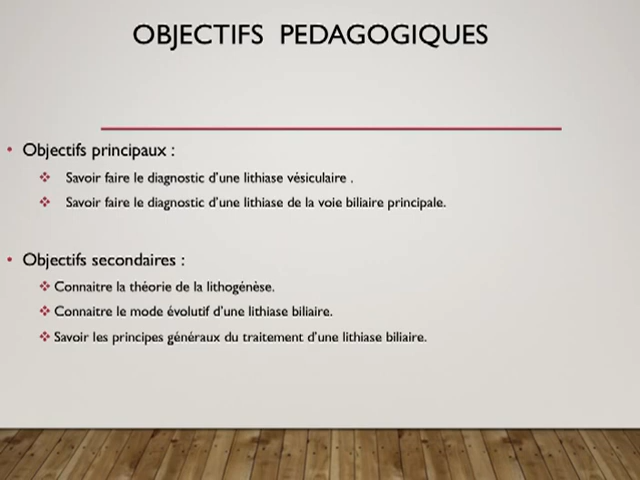 OBJECTIFS PEDAGOGIQUES
• Objectifs principaux :
❖ Savoir faire le diagnostic d'une lithiase vésiculaire .
❖ Savoir faire le diagnostic d'une lithiase de la voie biliaire principale.
• Objectifs secondaires :
❖ Connaitre la théorie de la lithogénèse.
❖ Connaitre le mode évolutif d'une lithiase biliaire.
❖ Savoir les principes généraux du traitement d'une lithiase biliaire.